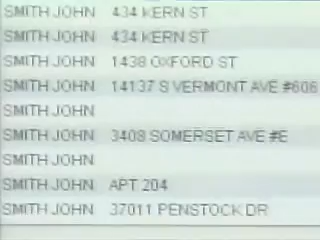 SMITH JOHN 434 KERN ST
SMITH JOHN 434 KERN ST
SMITH JOHN 1438 OXFORD ST
SMITH JOHN 14137 S VERMONT AVE #606
SMITH JOHN
SMITH JOHN 3408 SOMERSET AVE #E
SMITH JOHN
SMITH JOHN APT 204
SMITH JOHN 37011 PENSTOCK DR